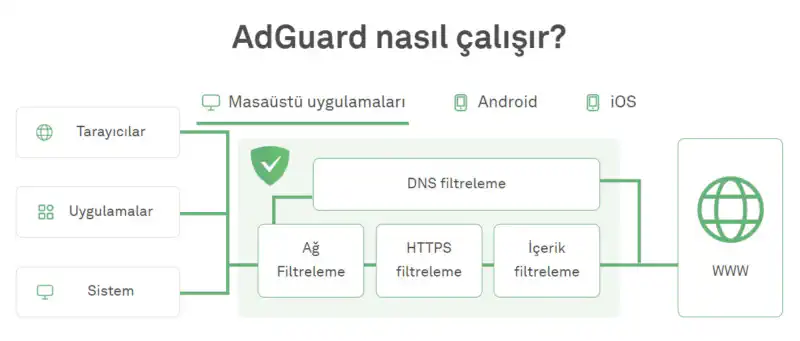 AdGuard nasıl çalışır?
Masaüstü uygulamaları
Android
iOS
Tarayıcılar
Uygulamalar
Sistem
DNS filtreleme
Ağ
Filtreleme
HTTPS
filtreleme
İçerik
filtreleme
WWW